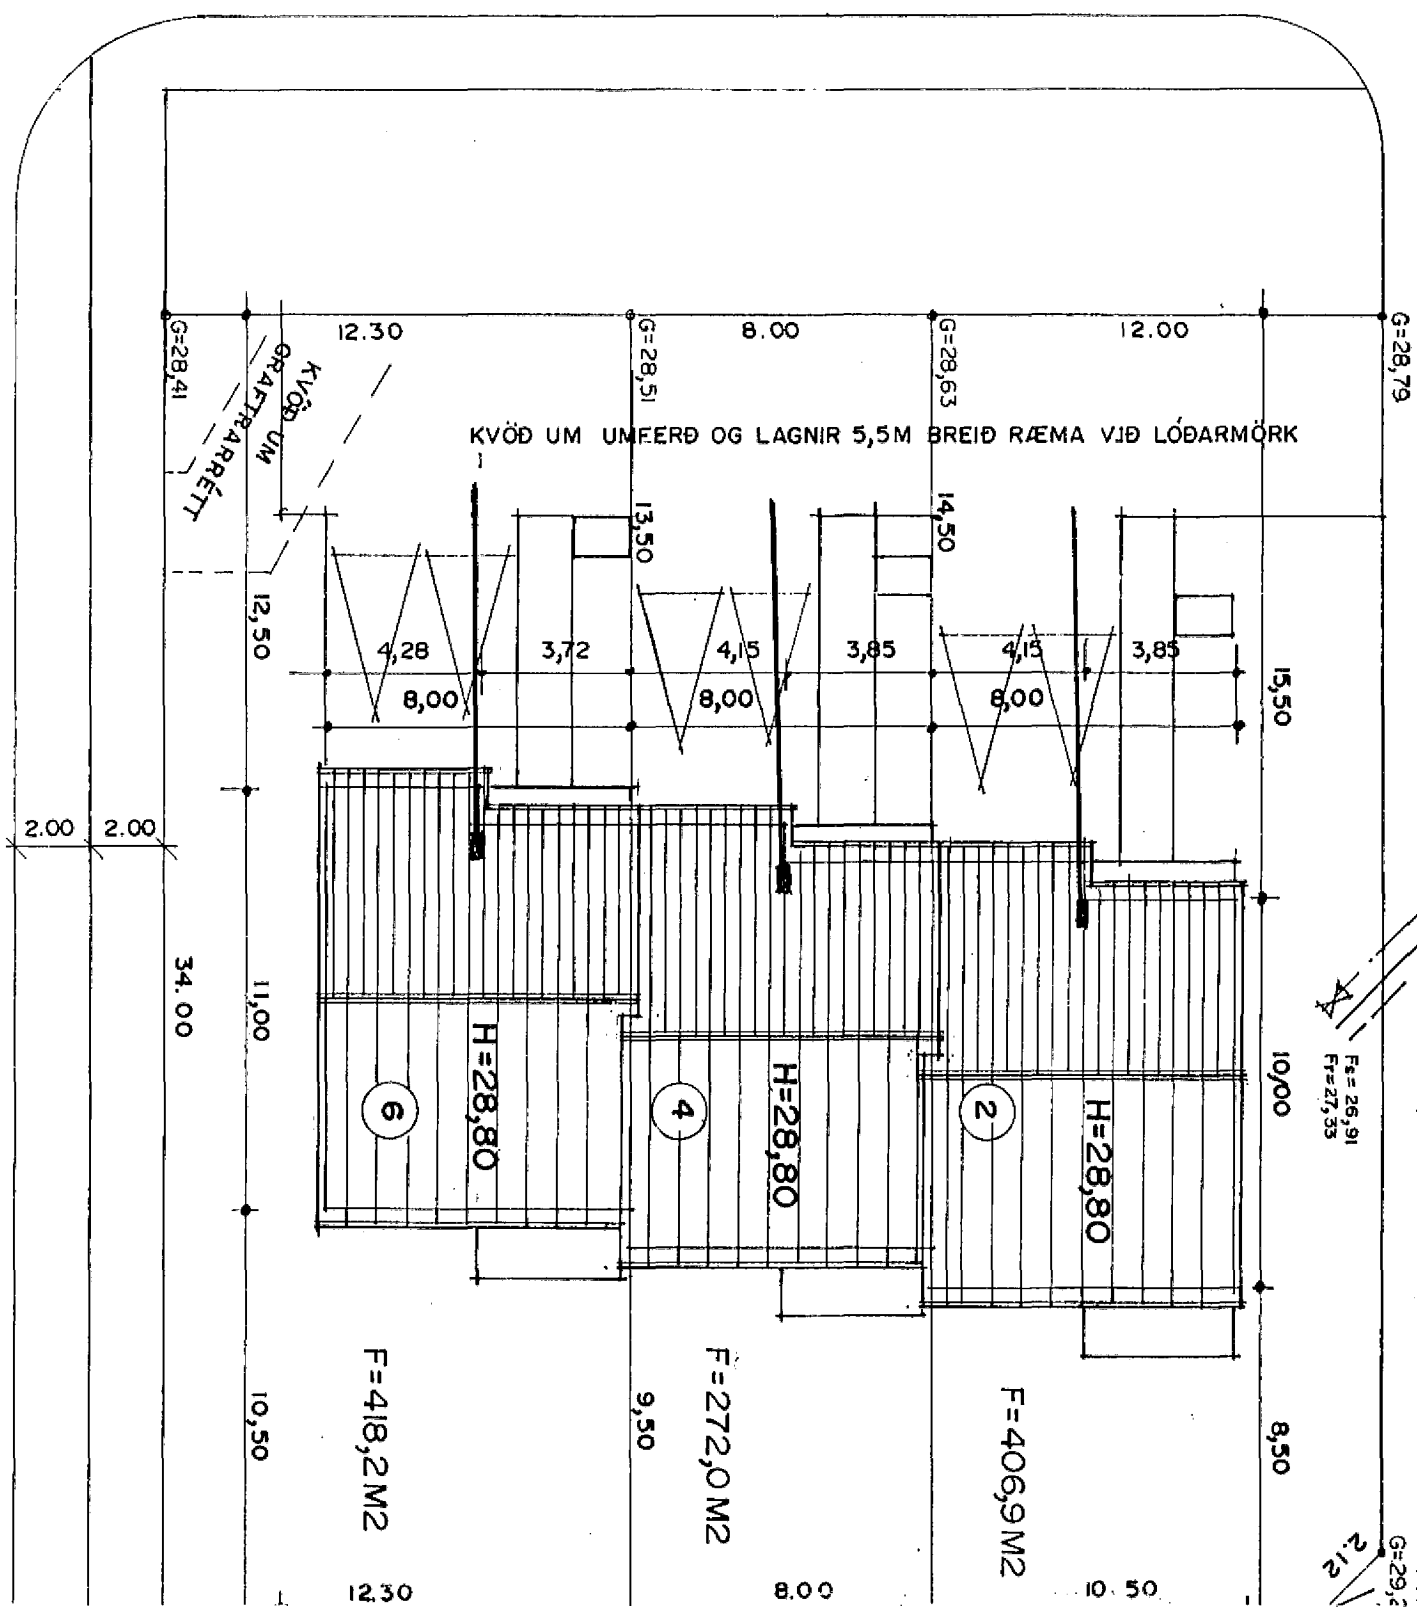 12.30
8.00
12.00
G=28,41
G=28,51
G=28,63
G=28,79
KVÖÐ UM
GRAFTRARRÉTT
KVÖÐ UM UMFERÐ OG LAGNIR 5,5M BREIÐ RÆMA VIÐ LÓÐARMÖRK
13,50
14,50
12,50
4,28
3,72
4,15
3,85
4,15
3,85
8,00
8,00
8,00
15,50
2.00
2.00
34.00
11,00
10,00
H=28,80
H=28,80
H=28,80
6
4
2
Fs=26,91
Fr=27,33
10,50
F=418,2M2
9,50
F=272,0M2
F=406,9M2
8,50
2.12
12.30
8.00
10.50